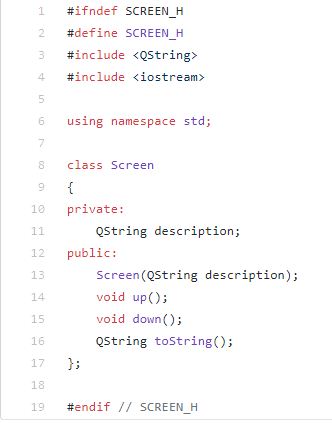 1 #ifndef SCREEN_H
2 #define SCREEN_H
3 #include <QString>
4 #include <iostream>
5
6 using namespace std;
7
8 class Screen
9 {
10 private:
11     QString description;
12 public:
13     Screen(QString description);
14     void up();
15     void down();
16     QString toString();
17 };
18
19 #endif // SCREEN_H